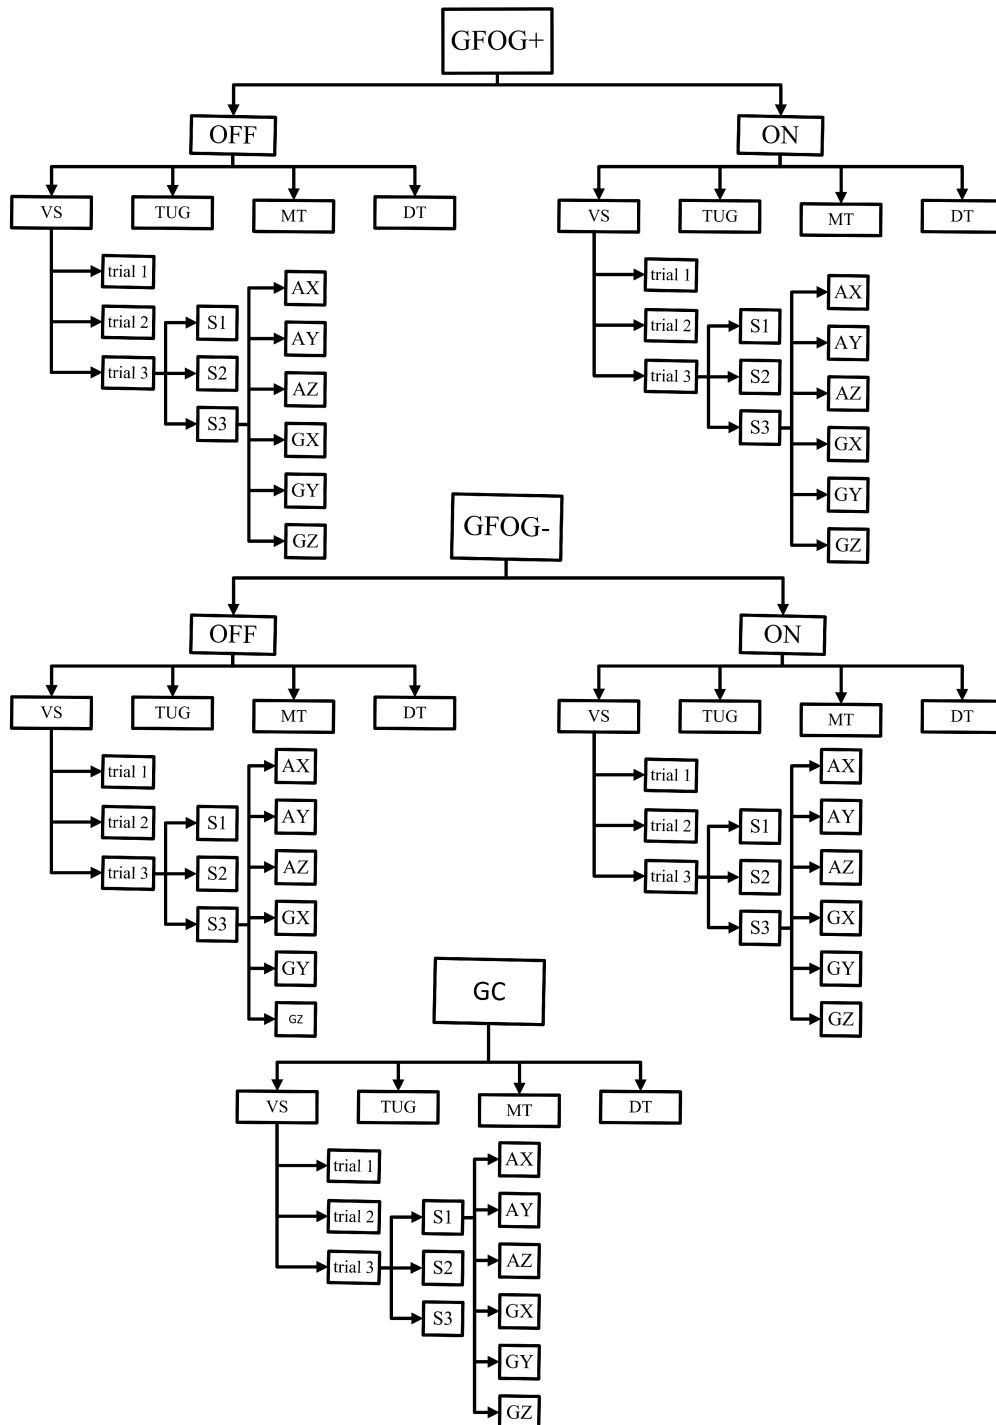 GFOG+
OFF
ON
VS TUG MT DT
VS TUG MT DT
trial 1
trial 2
trial 3
S1
S2
S3
AX
AY
AZ
GX
GY
GZ
trial 1
trial 2
trial 3
S1
S2
S3
AX
AY
AZ
GX
GY
GZ
GFOG-
OFF
ON
VS TUG MT DT
VS TUG MT DT
trial 1
trial 2
trial 3
S1
S2
S3
AX
AY
AZ
GX
GY
GZ
trial 1
trial 2
trial 3
S1
S2
S3
AX
AY
AZ
GX
GY
GZ
GC
VS TUG MT DT
trial 1
trial 2
trial 3
S1
S2
S3
AX
AY
AZ
GX
GY
GZ